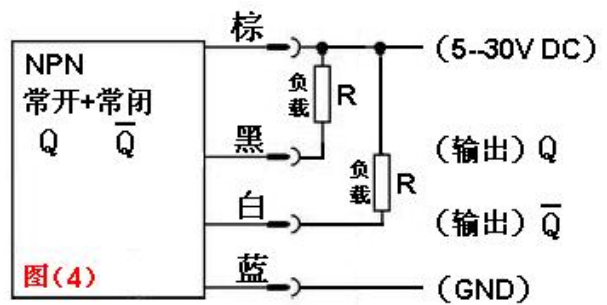 棕
(5--30V DC)
NPN
常开+常闭
Q Q̅
负载 R
黑
(输出) Q
负载 R
白
(输出) Q̅
图(4)
蓝
(GND)